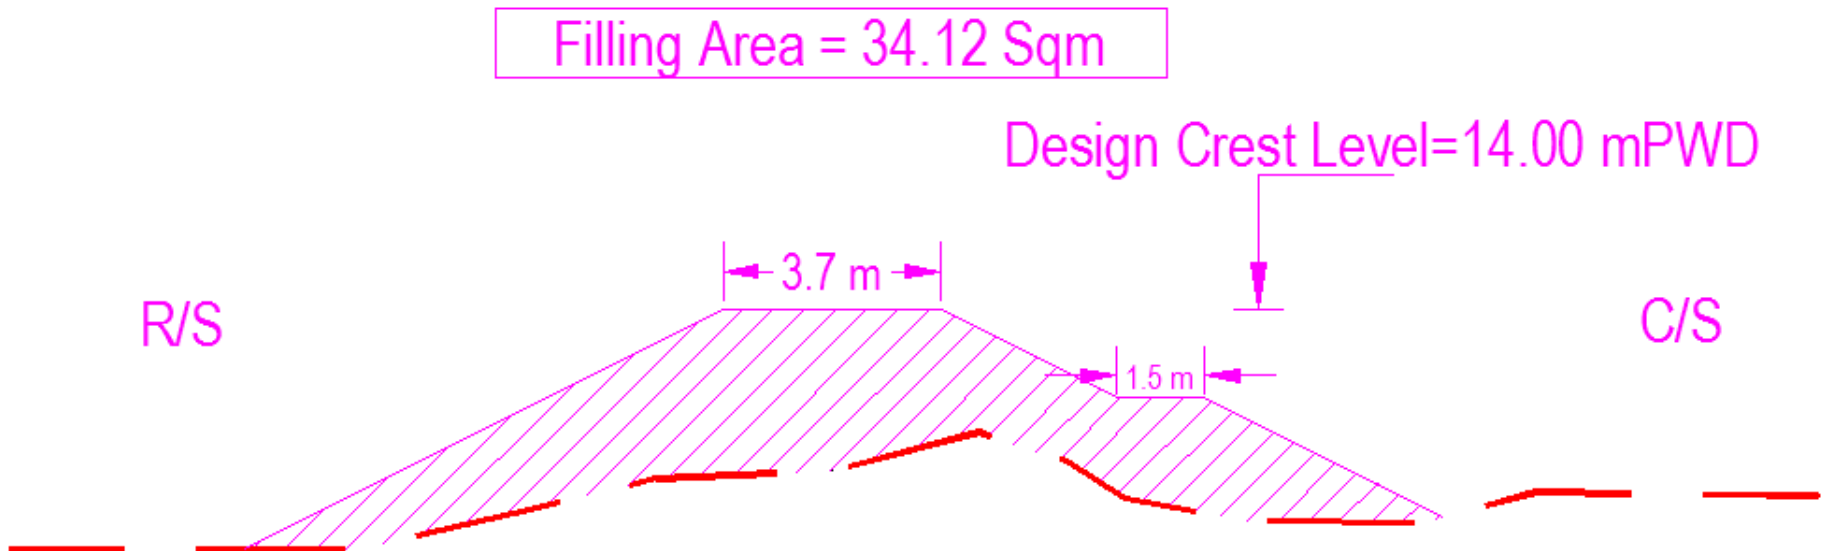 Filling Area = 34.12 Sqm
Design Crest Level=14.00 mPWD
3.7 m
R/S
C/S
1.5 m